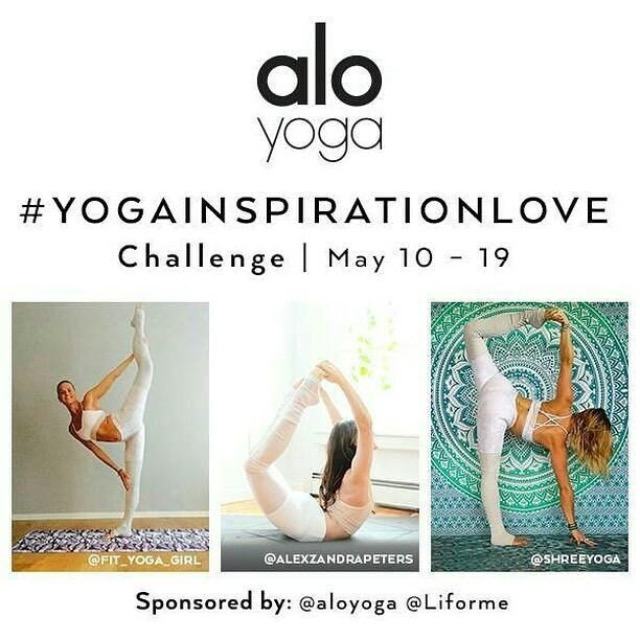 alo
yoga
#YOGAINSPIRATIONLOVE
Challenge | May 10 – 19
@FIT_YOGA_GIRL
@ALEXZANDRAPETERS
@SHREEYOGA
Sponsored by: @aloyoga @Liforme